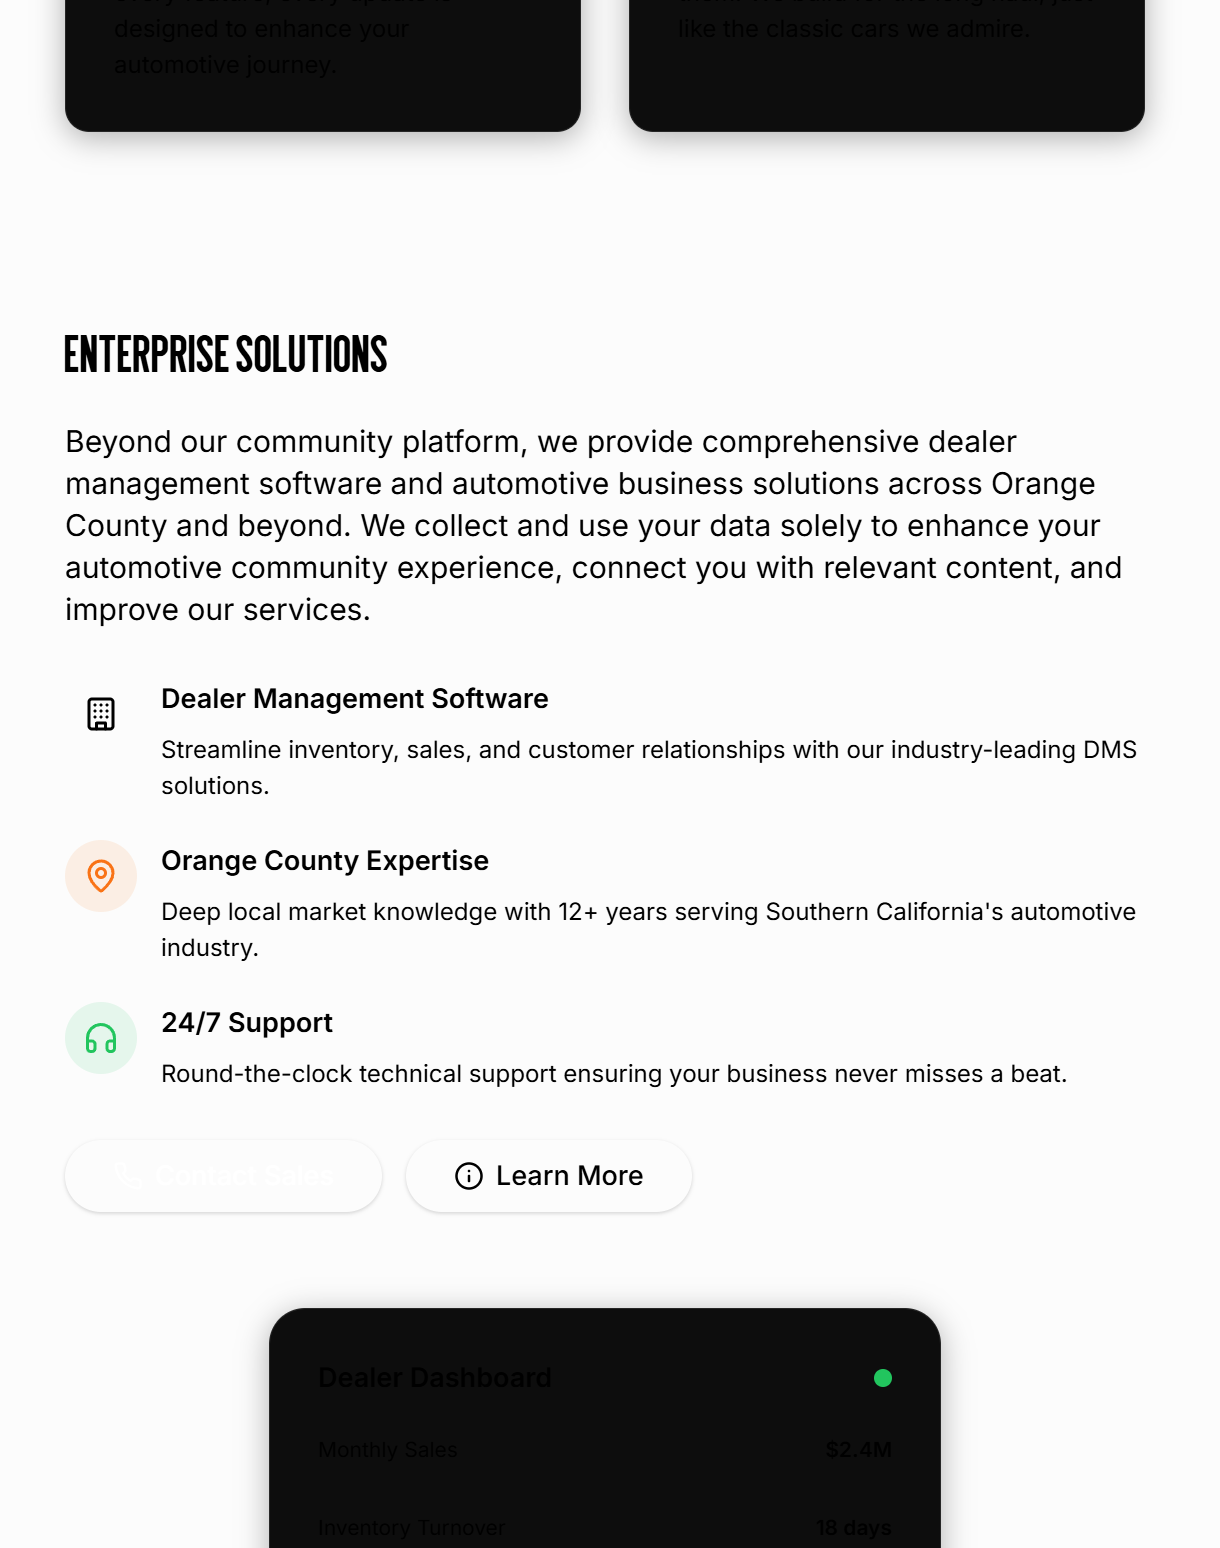 designed to enhance your
automotive journey.
like the classic cars we admire.
ENTERPRISE SOLUTIONS
Beyond our community platform, we provide comprehensive dealer
management software and automotive business solutions across Orange
County and beyond. We collect and use your data solely to enhance your
automotive community experience, connect you with relevant content, and
improve our services.
Dealer Management Software
Streamline inventory, sales, and customer relationships with our industry-leading DMS
solutions.
Orange County Expertise
Deep local market knowledge with 12+ years serving Southern California's automotive
industry.
24/7 Support
Round-the-clock technical support ensuring your business never misses a beat.
Contact Sales
Learn More
Dealer Dashboard
Monthly Sales $2.4M
Inventory Turnover 18 days